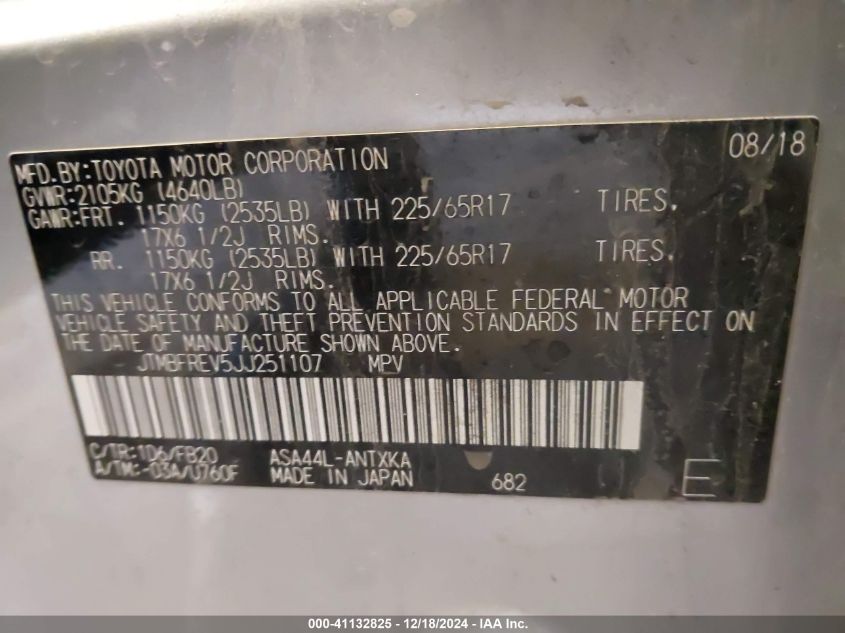 MFD.BY:TOYOTA MOTOR CORPORATION 08/18
GVWR:2105KG (4640LB)
GAWR:FRT. 1150KG (2535LB) WITH 225/65R17 TIRES,
17X6 1/2J RIMS.
RR. 1150KG (2535LB) WITH 225/65R17 TIRES,
17X6 1/2J RIMS.
THIS VEHICLE CONFORMS TO ALL APPLICABLE FEDERAL MOTOR
VEHICLE SAFETY AND THEFT PREVENTION STANDARDS IN EFFECT ON
THE DATE OF MANUFACTURE SHOWN ABOVE.
JTMBFREV5JJ251107 MPV
C/TR:1D6/FB20 ASA44L-ANTXKA
A/TM:-03A/U760F MADE IN JAPAN 682 E
000-41132825 - 12/18/2024 - IAA Inc.